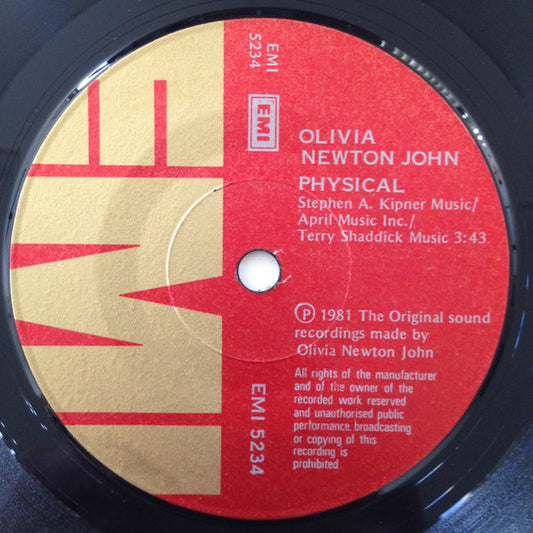 EMI
5234
EMI
OLIVIA
NEWTON JOHN
PHYSICAL
Stephen A. Kipner Music/
April Music Inc./
Terry Shaddick Music 3:43
Ⓟ 1981 The Original sound
recordings made by
Olivia Newton John
All rights of the manufacturer
and of the owner of the
recorded work reserved
and unauthorised public
performance, broadcasting
or copying of this
recording is
prohibited.
EMI 5234
EMI